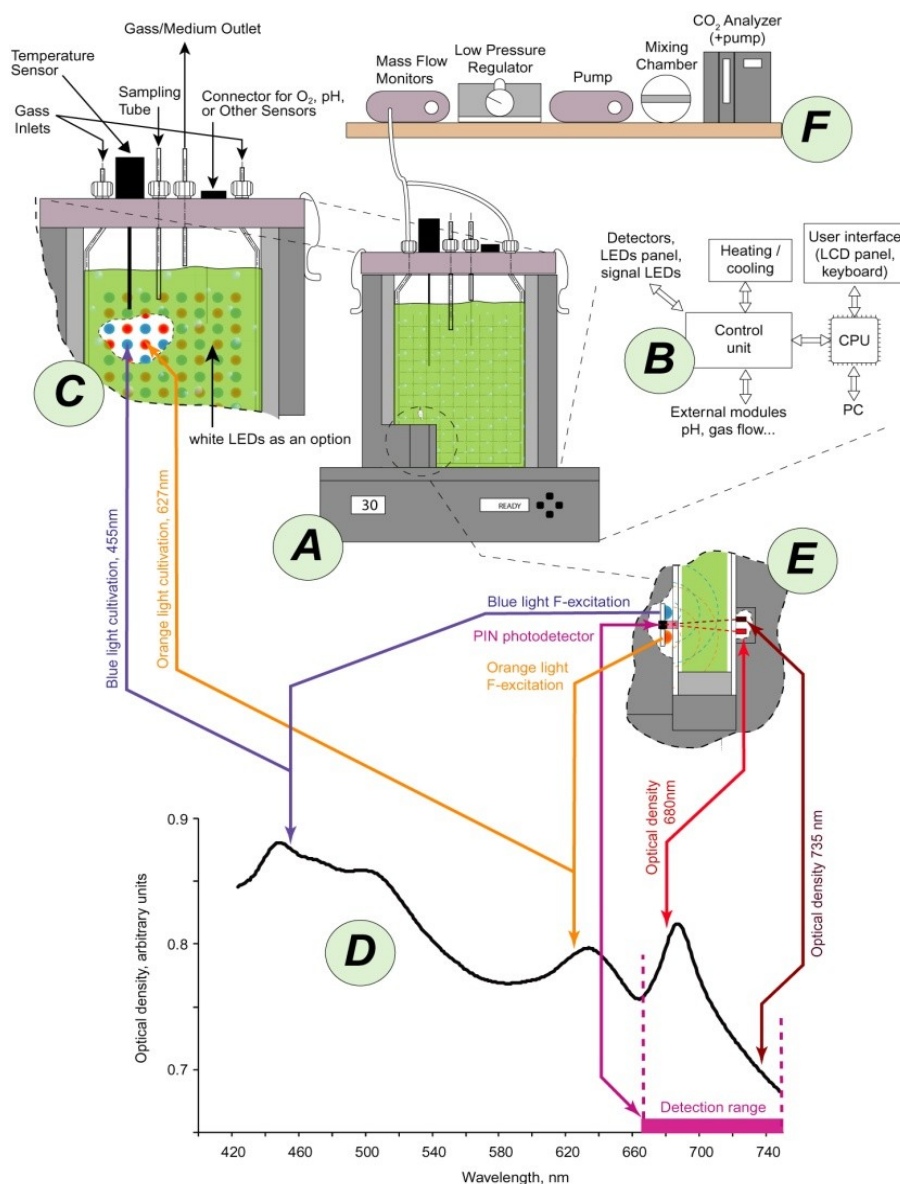 Gass/Medium Outlet
Temperature
Sensor
Sampling
Tube
Connector for O₂, pH,
or Other Sensors
Gass
Inlets
Mass Flow
Monitors
Low Pressure
Regulator
Pump
Mixing
Chamber
CO₂ Analyzer
(+pump)
F
Detectors,
LEDs panel,
signal LEDs
Heating /
cooling
User interface
(LCD panel,
keyboard)
B
Control
unit
CPU
External modules
pH, gas flow...
PC
C
white LEDs as an option
30
READY
A
E
Blue light cultivation, 455nm
Orange light cultivation, 627nm
Blue light F-excitation
PIN photodetector
Orange light
F-excitation
Optical density
680nm
Optical density 735 nm
D
Optical density, arbitrary units
0.9
0.8
0.7
Detection range
420 460 500 540 580 620 660 700 740
Wavelength, nm